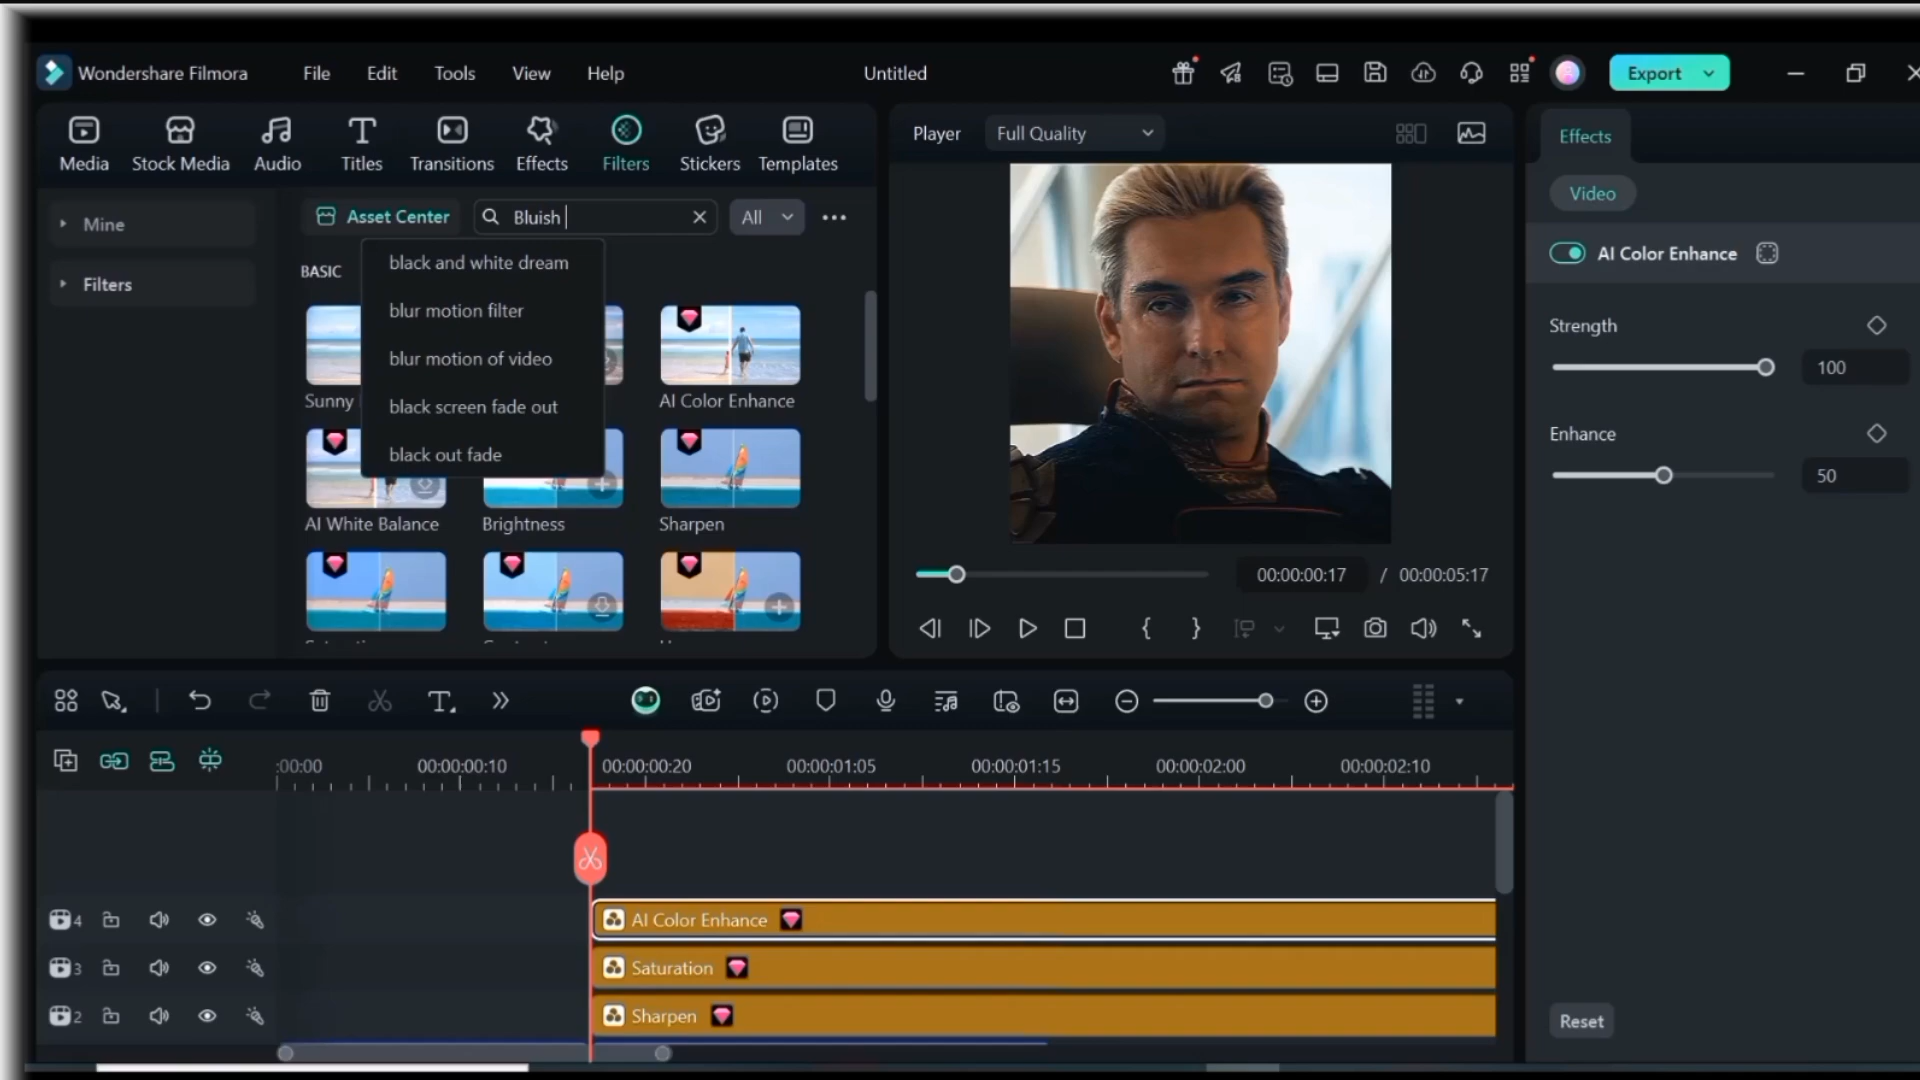 Wondershare Filmora
File
Edit
Tools
View
Help
Untitled
Export
Media
Stock Media
Audio
Titles
Transitions
Effects
Filters
Stickers
Templates
Player
Full Quality
Effects
Video
Mine
Filters
Asset Center
Bluish
All
BASIC
black and white dream
blur motion filter
blur motion of video
black screen fade out
black out fade
Sunny
AI Color Enhance
AI White Balance
Brightness
Sharpen
AI Color Enhance
Strength
100
Enhance
50
00:00:00:17 / 00:00:05:17
:00:00
00:00:00:10
00:00:00:20
00:00:01:05
00:00:01:15
00:00:02:00
00:00:02:10
4
AI Color Enhance
3
Saturation
2
Sharpen
Reset